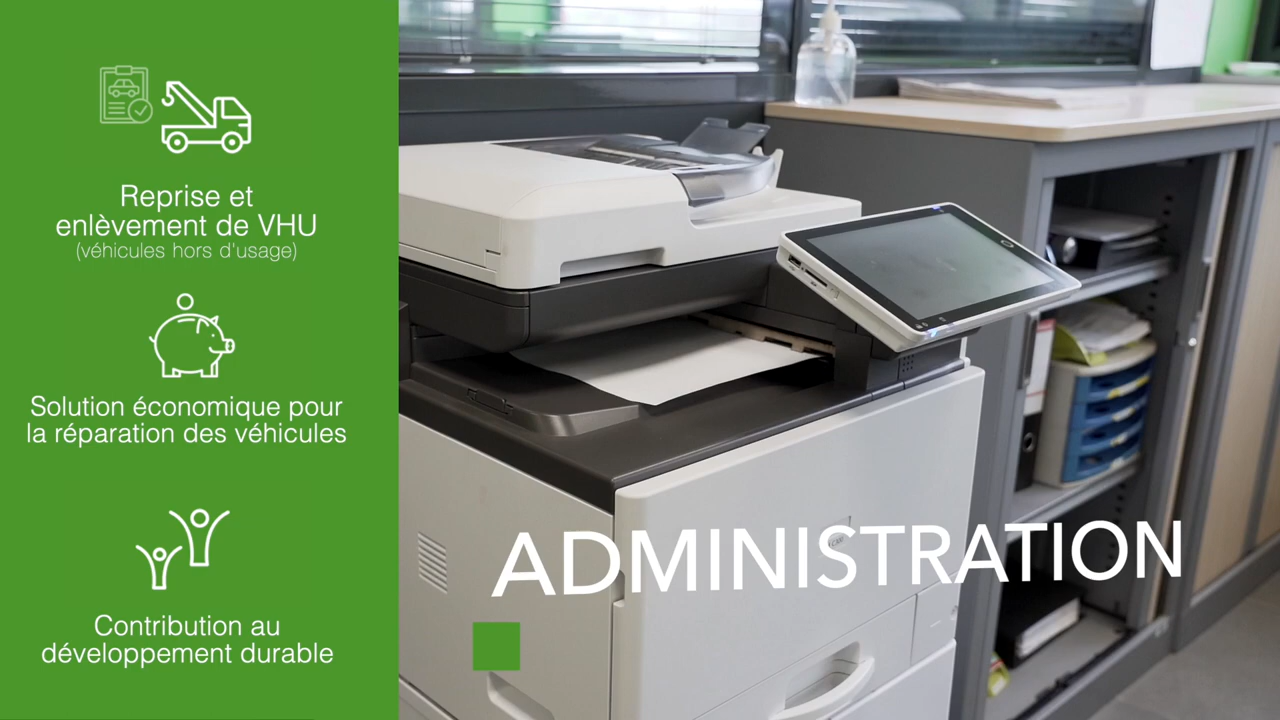 Reprise et
enlèvement de VHU
(véhicules hors d'usage)
Solution économique pour
la réparation des véhicules
Contribution au
développement durable
ADMINISTRATION